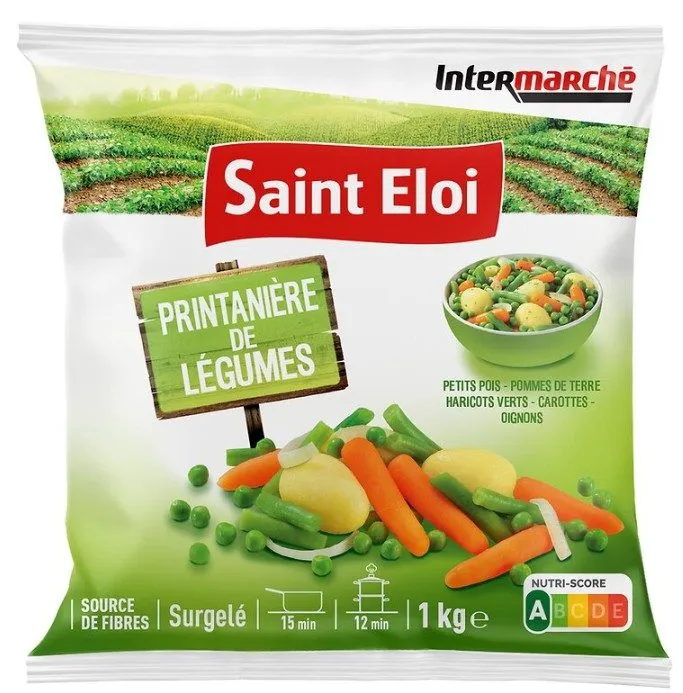 Intermarché
Saint Eloi
PRINTANIÈRE
DE
LÉGUMES
PETITS POIS - POMMES DE TERRE
HARICOTS VERTS - CAROTTES -
OIGNONS
SOURCE
DE FIBRES
Surgelé
15 min
12 min
1 kg e
NUTRI-SCORE
A B C D E